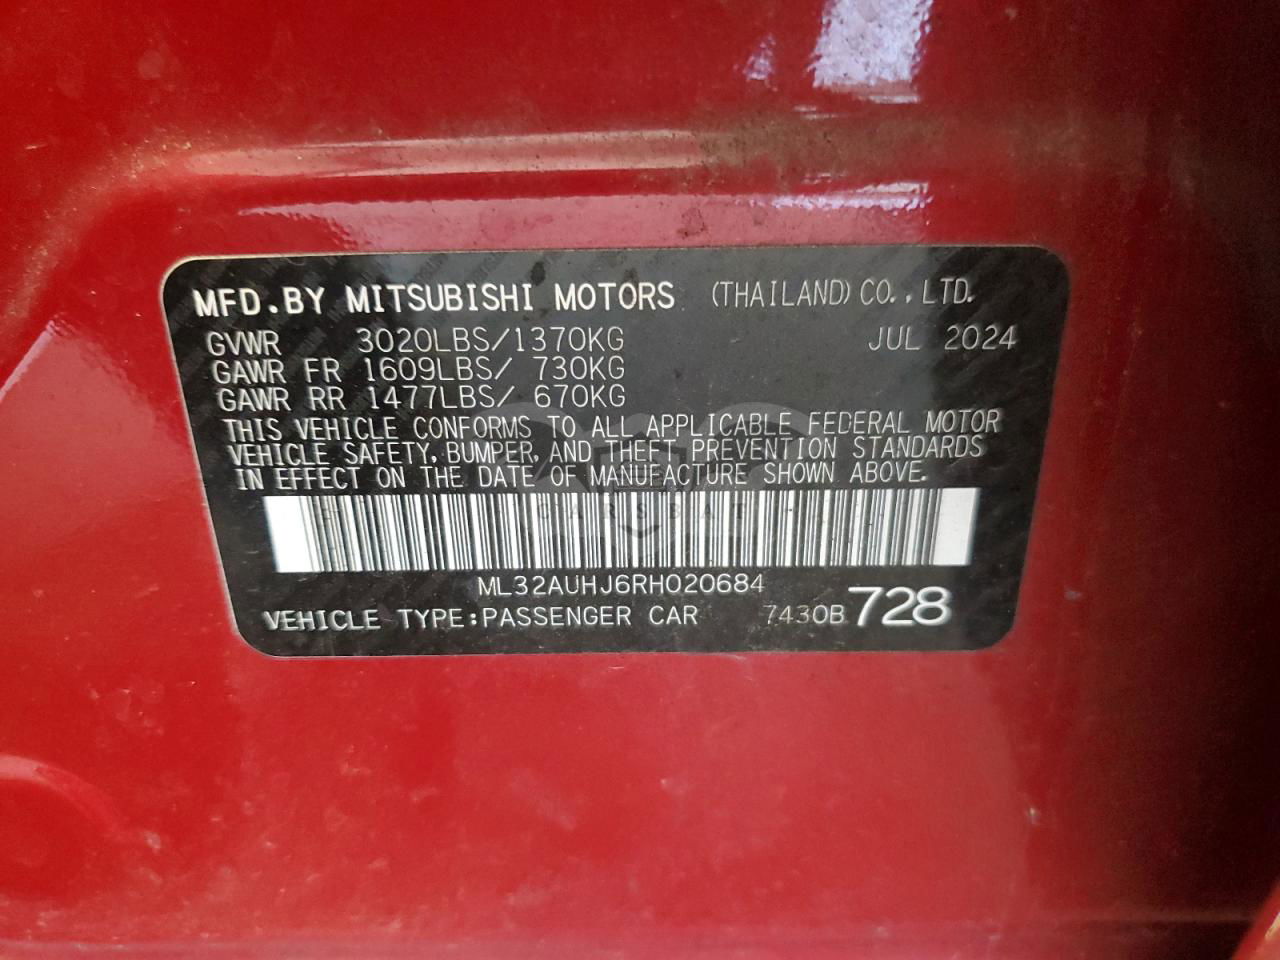 MFD.BY MITSUBISHI MOTORS (THAILAND) CO.,LTD.
GVWR 3020LBS/1370KG JUL 2024
GAWR FR 1609LBS/ 730KG
GAWR RR 1477LBS/ 670KG
THIS VEHICLE CONFORMS TO ALL APPLICABLE FEDERAL MOTOR
VEHICLE SAFETY, BUMPER, AND THEFT PREVENTION STANDARDS
IN EFFECT ON THE DATE OF MANUFACTURE SHOWN ABOVE.
CARSBAT
ML32AUHJ6RH020684
VEHICLE TYPE:PASSENGER CAR 7430B 728